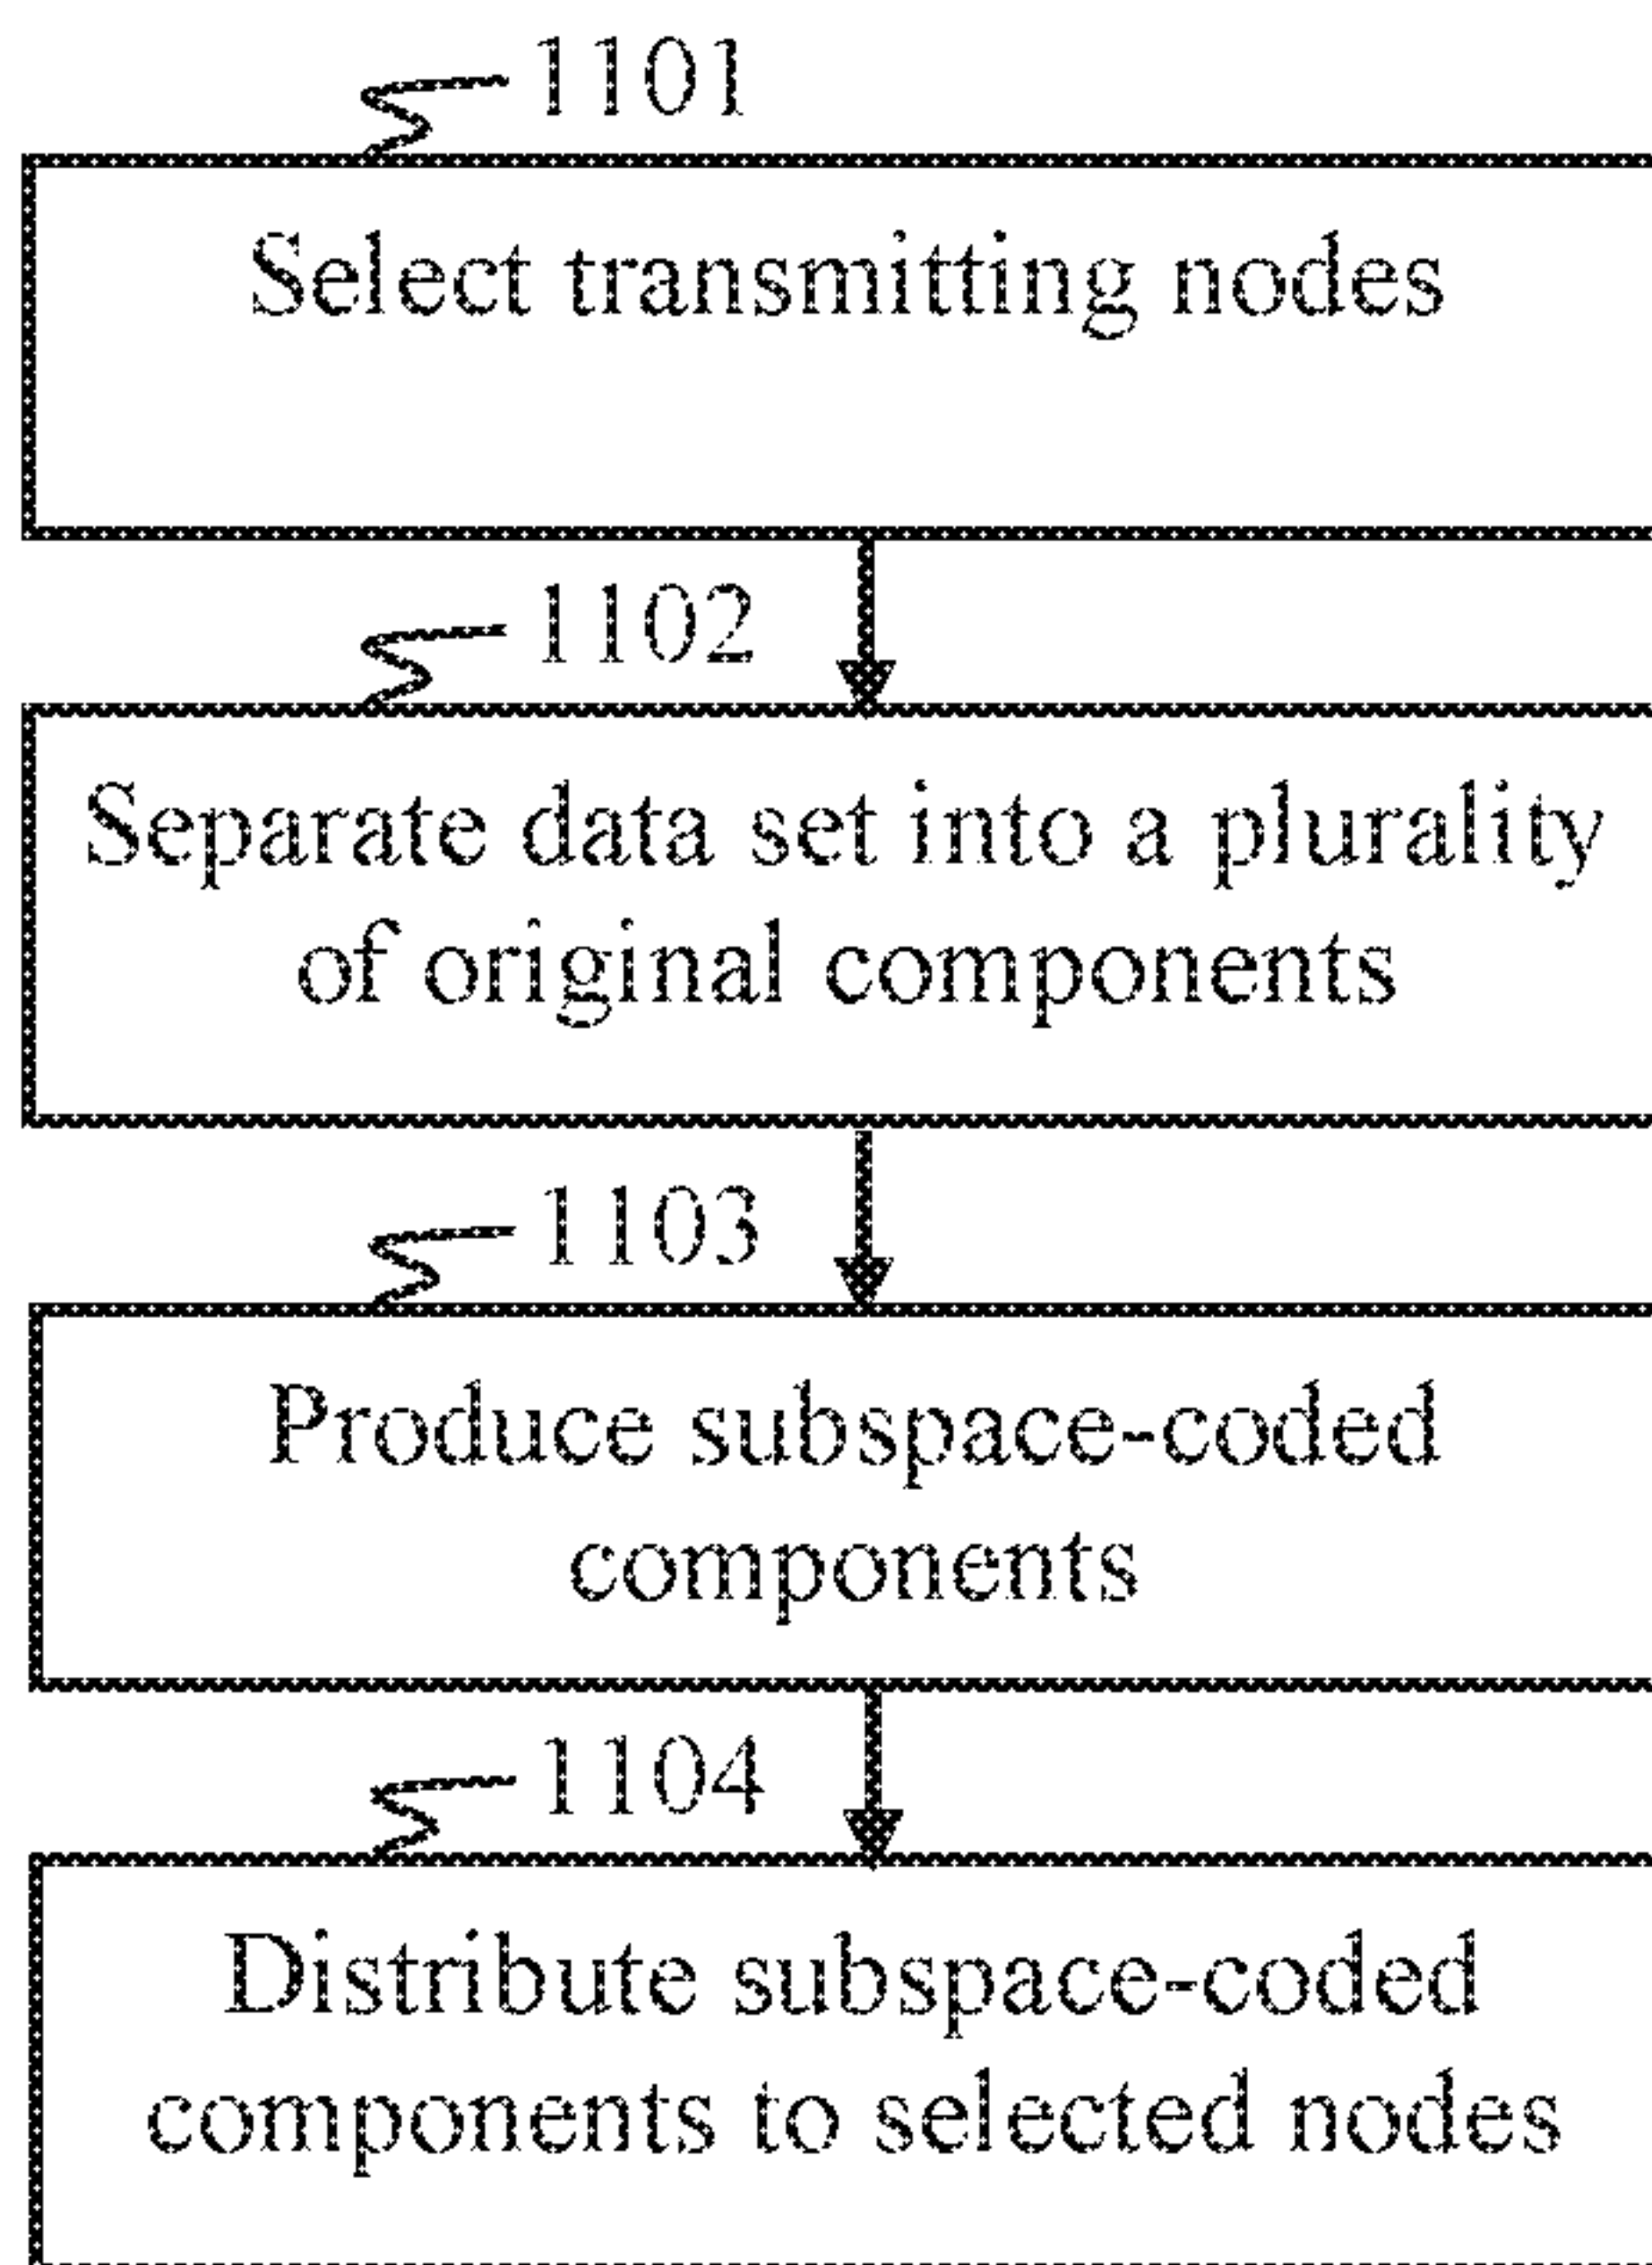 1101
Select transmitting nodes
1102
Separate data set into a plurality
of original components
1103
Produce subspace-coded
components
1104
Distribute subspace-coded
components to selected nodes